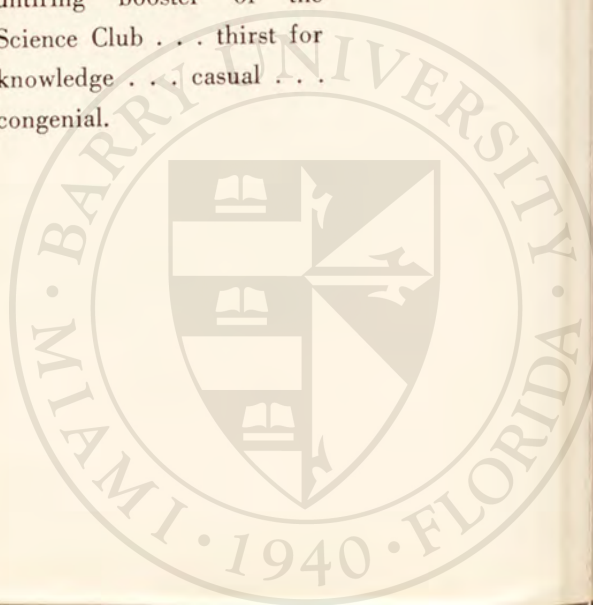 untiring booster of the
Science Club . . . thirst for
knowledge . . . casual . . .
congenial.
BARRY UNIVERSITY
MIAMI · 1940 · FLORIDA